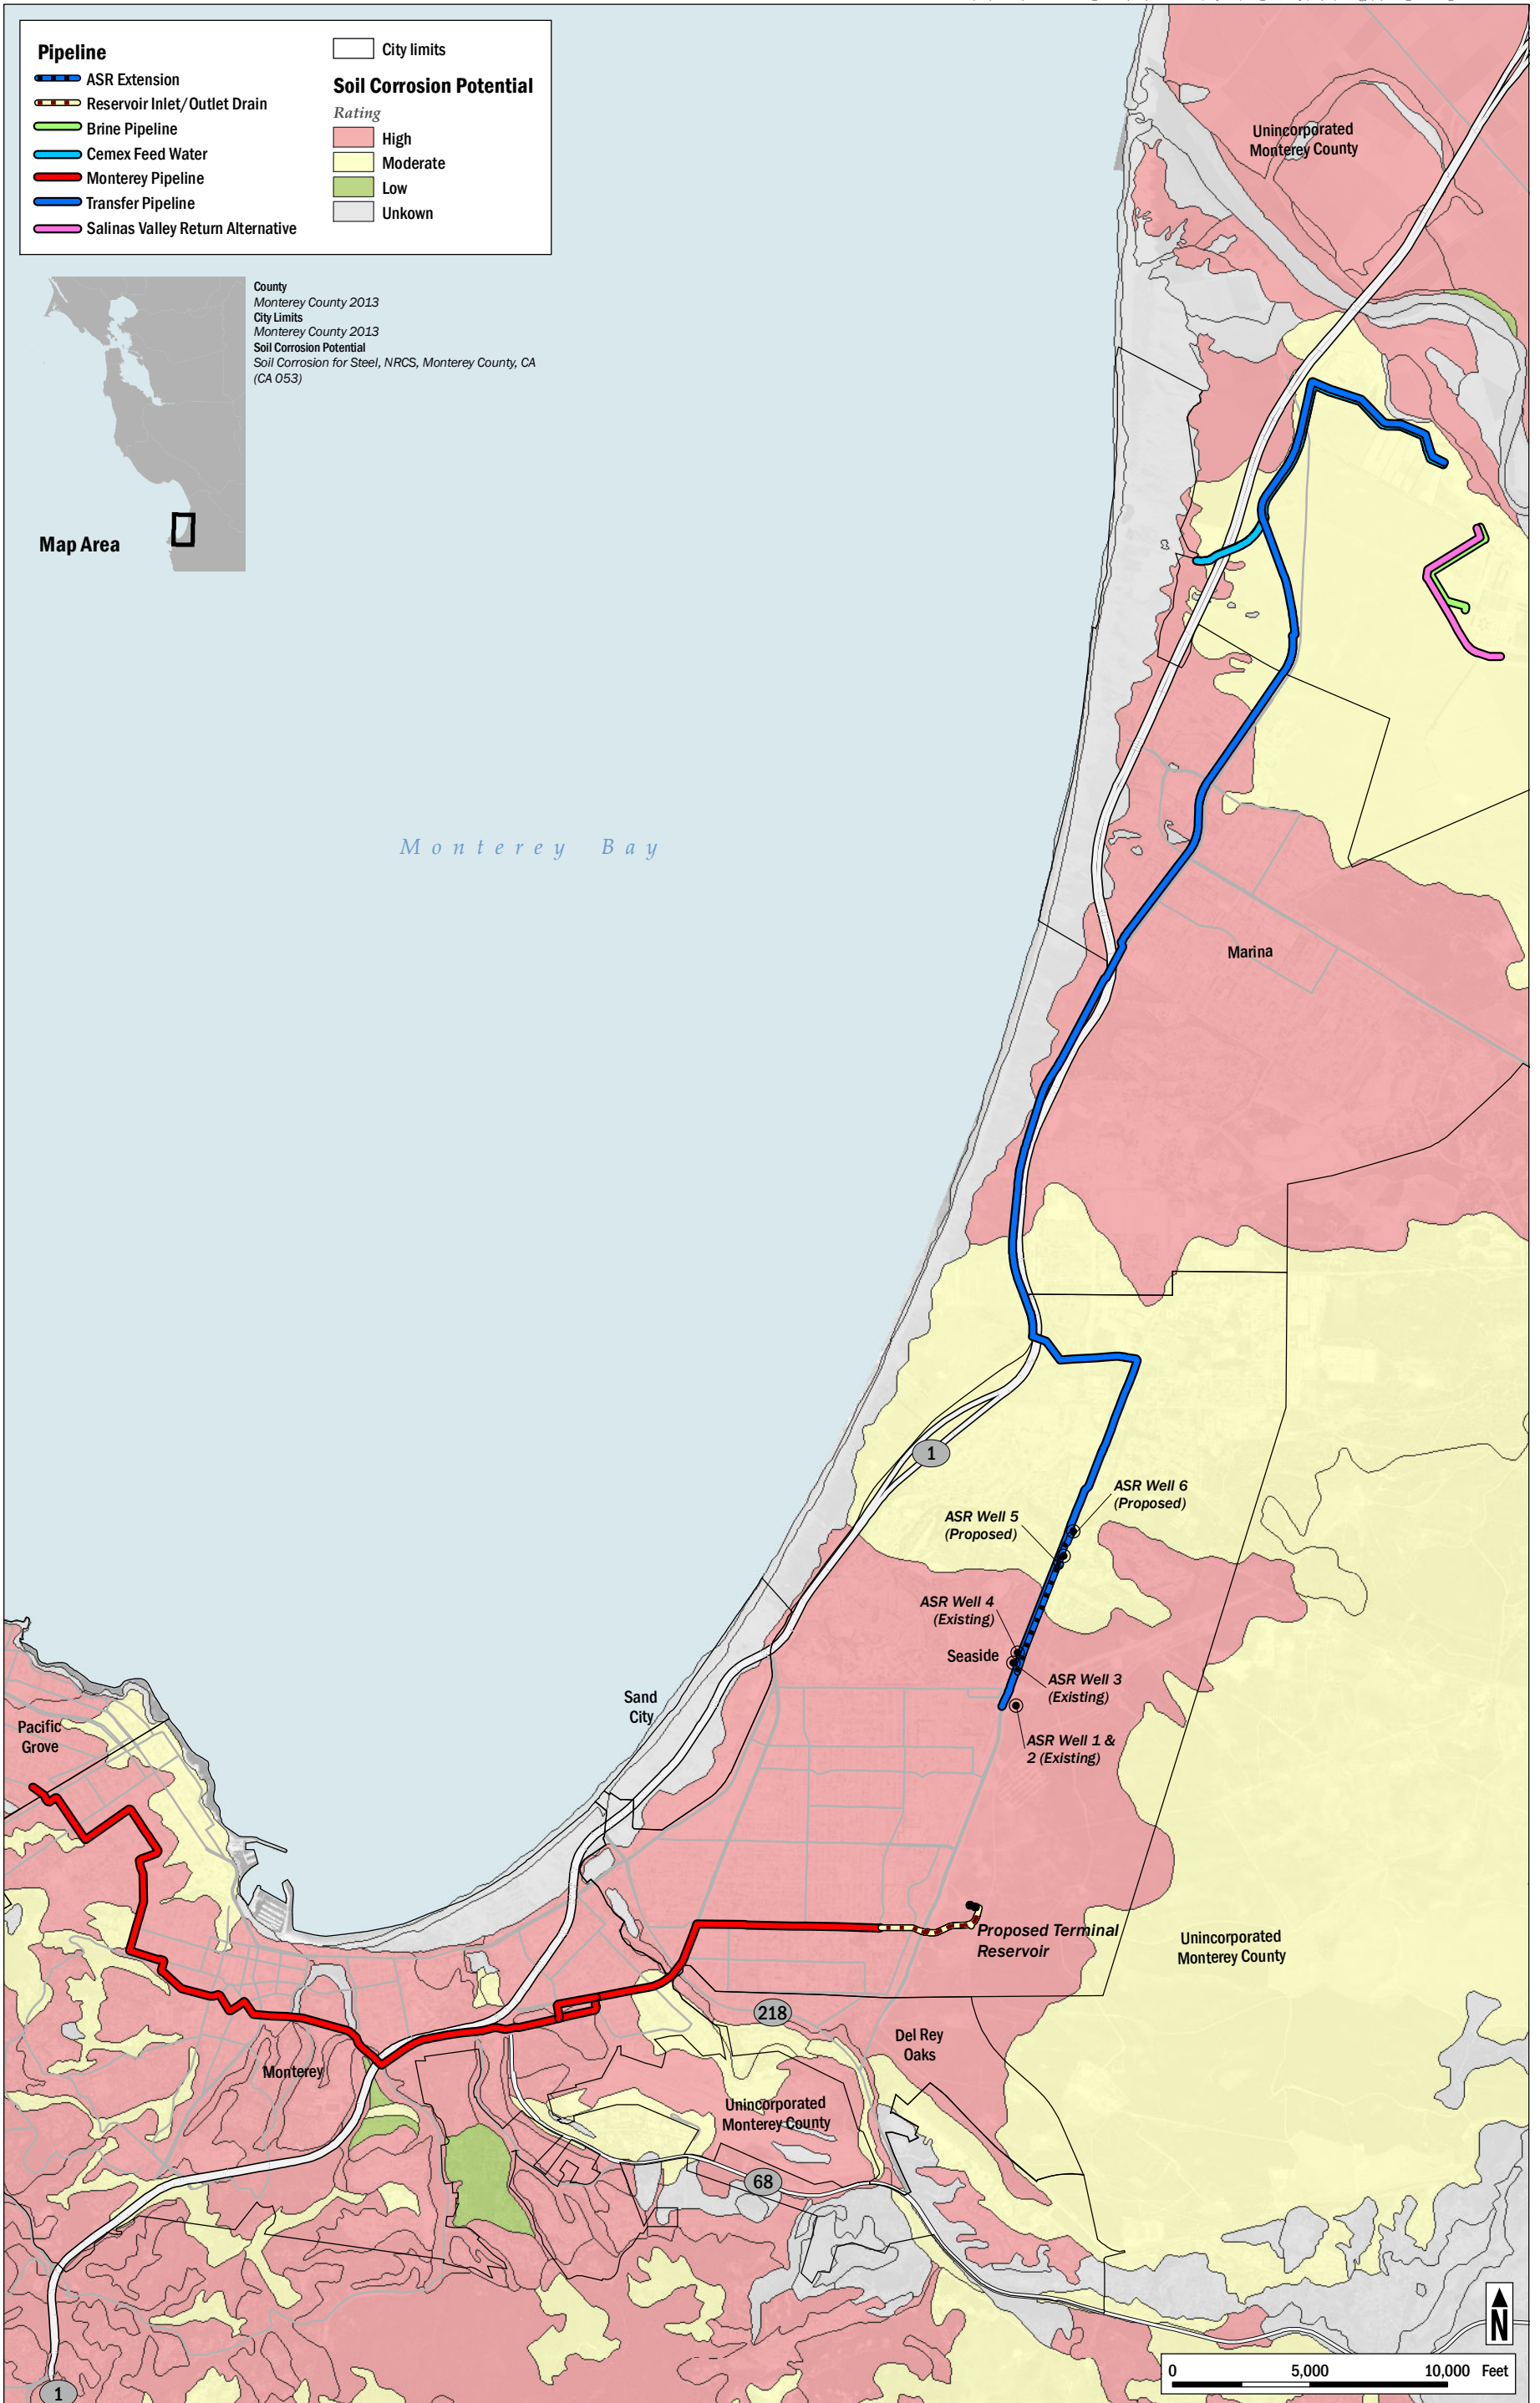 Pipeline
ASR Extension
Reservoir Inlet/Outlet Drain
Brine Pipeline
Cemex Feed Water
Monterey Pipeline
Transfer Pipeline
Salinas Valley Return Alternative
City limits
Soil Corrosion Potential
Rating
High
Moderate
Low
Unkown
County
Monterey County 2013
City Limits
Monterey County 2013
Soil Corrosion Potential
Soil Corrosion for Steel, NRCS, Monterey County, CA
(CA 053)
Map Area
Unincorporated
Monterey County
Monterey Bay
Marina
1
ASR Well 6
(Proposed)
ASR Well 5
(Proposed)
ASR Well 4
(Existing)
Seaside
ASR Well 3
(Existing)
ASR Well 1 &
2 (Existing)
Sand
City
Pacific
Grove
Proposed Terminal
Reservoir
Unincorporated
Monterey County
218
Del Rey
Oaks
Monterey
Unincorporated
Monterey County
68
1
N
0 5,000 10,000 Feet